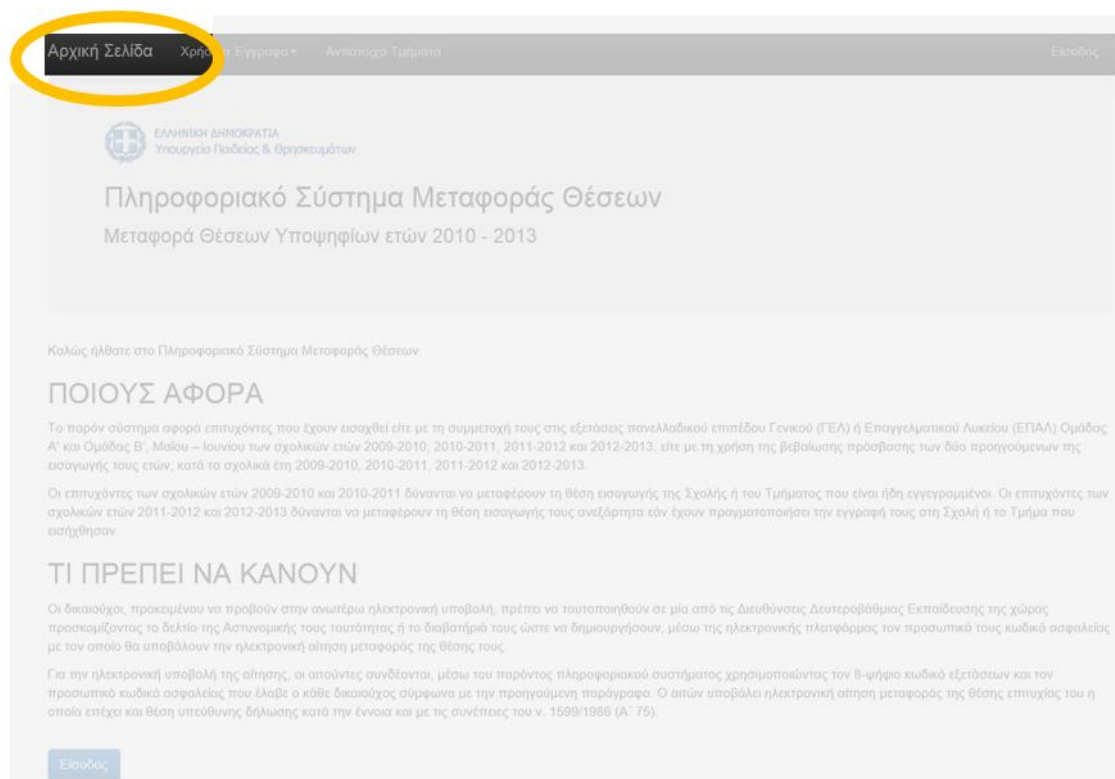 Αρχική Σελίδα Χρήσιμα Έγγραφα Αντίστοιχα Τμήματα Είσοδος
ΕΛΛΗΝΙΚΗ ΔΗΜΟΚΡΑΤΙΑ
Υπουργείο Παιδείας & Θρησκευμάτων
Πληροφοριακό Σύστημα Μεταφοράς Θέσεων
Μεταφορά Θέσεων Υποψηφίων ετών 2010 - 2013
Καλώς ήλθατε στο Πληροφοριακό Σύστημα Μεταφοράς Θέσεων
ΠΟΙΟΥΣ ΑΦΟΡΑ
Το παρόν σύστημα αφορά επιτυχόντες που έχουν εισαχθεί είτε με τη συμμετοχή τους στις εξετάσεις πανελλαδικού επιπέδου Γενικού (ΓΕΛ) ή Επαγγελματικού Λυκείου (ΕΠΑΛ) Ομάδας
Α' και Ομάδας Β', Μαΐου – Ιουνίου των σχολικών ετών 2009-2010, 2010-2011, 2011-2012 και 2012-2013, είτε με τη χρήση της βεβαίωσης πρόσβασης των δύο προηγούμενων της
εισαγωγής τους ετών, κατά τα σχολικά έτη 2009-2010, 2010-2011, 2011-2012 και 2012-2013.
Οι επιτυχόντες των σχολικών ετών 2009-2010 και 2010-2011 δύνανται να μεταφέρουν τη θέση εισαγωγής της Σχολής ή του Τμήματος που είναι ήδη εγγεγραμμένοι. Οι επιτυχόντες των
σχολικών ετών 2011-2012 και 2012-2013 δύνανται να μεταφέρουν τη θέση εισαγωγής τους ανεξάρτητα εάν έχουν πραγματοποιήσει την εγγραφή τους στη Σχολή ή το Τμήμα που
εισήχθησαν.
ΤΙ ΠΡΕΠΕΙ ΝΑ ΚΑΝΟΥΝ
Οι δικαιούχοι, προκειμένου να προβούν στην ανωτέρω ηλεκτρονική υποβολή, πρέπει να ταυτοποιηθούν σε μία από τις Διευθύνσεις Δευτεροβάθμιας Εκπαίδευσης της χώρας
προσκομίζοντας το δελτίο της Αστυνομικής τους ταυτότητας ή το διαβατήριό τους ώστε να δημιουργήσουν, μέσω της ηλεκτρονικής πλατφόρμας τον προσωπικό τους κωδικό ασφαλείας
με τον οποίο θα υποβάλουν την ηλεκτρονική αίτηση μεταφοράς της θέσης τους.
Για την ηλεκτρονική υποβολή της αίτησης, οι αιτούντες συνδέονται, μέσω του παρόντος πληροφοριακού συστήματος χρησιμοποιώντας τον 8-ψήφιο κωδικό εξετάσεων και τον
προσωπικό κωδικό ασφαλείας που έλαβε ο κάθε δικαιούχος σύμφωνα με την προηγούμενη παράγραφο. Ο αιτών υποβάλει ηλεκτρονική αίτηση μεταφοράς της θέσης επιτυχίας του η
οποία επέχει και θέση υπεύθυνης δήλωσης κατά την έννοια και με τις συνέπειες του ν. 1599/1986 (Α΄ 75).
Είσοδος